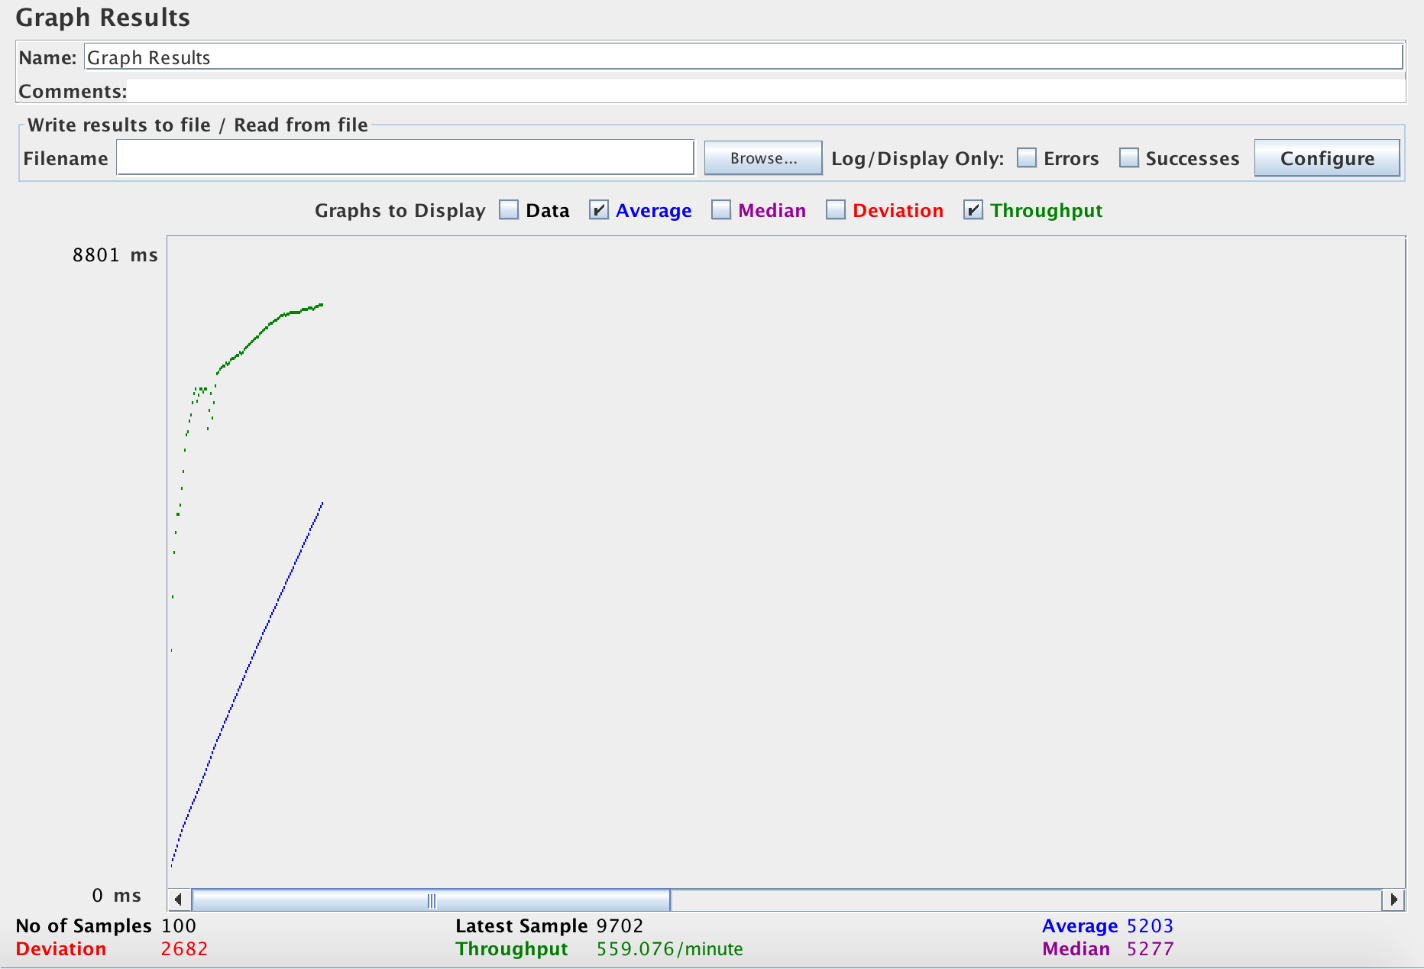 Graph Results
Name: Graph Results
Comments:
Write results to file / Read from file
Filename Browse... Log/Display Only: Errors Successes Configure
Graphs to Display Data Average Median Deviation Throughput
8801 ms
0 ms
No of Samples 100 Latest Sample 9702 Average 5203
Deviation 2682 Throughput 559.076/minute Median 5277